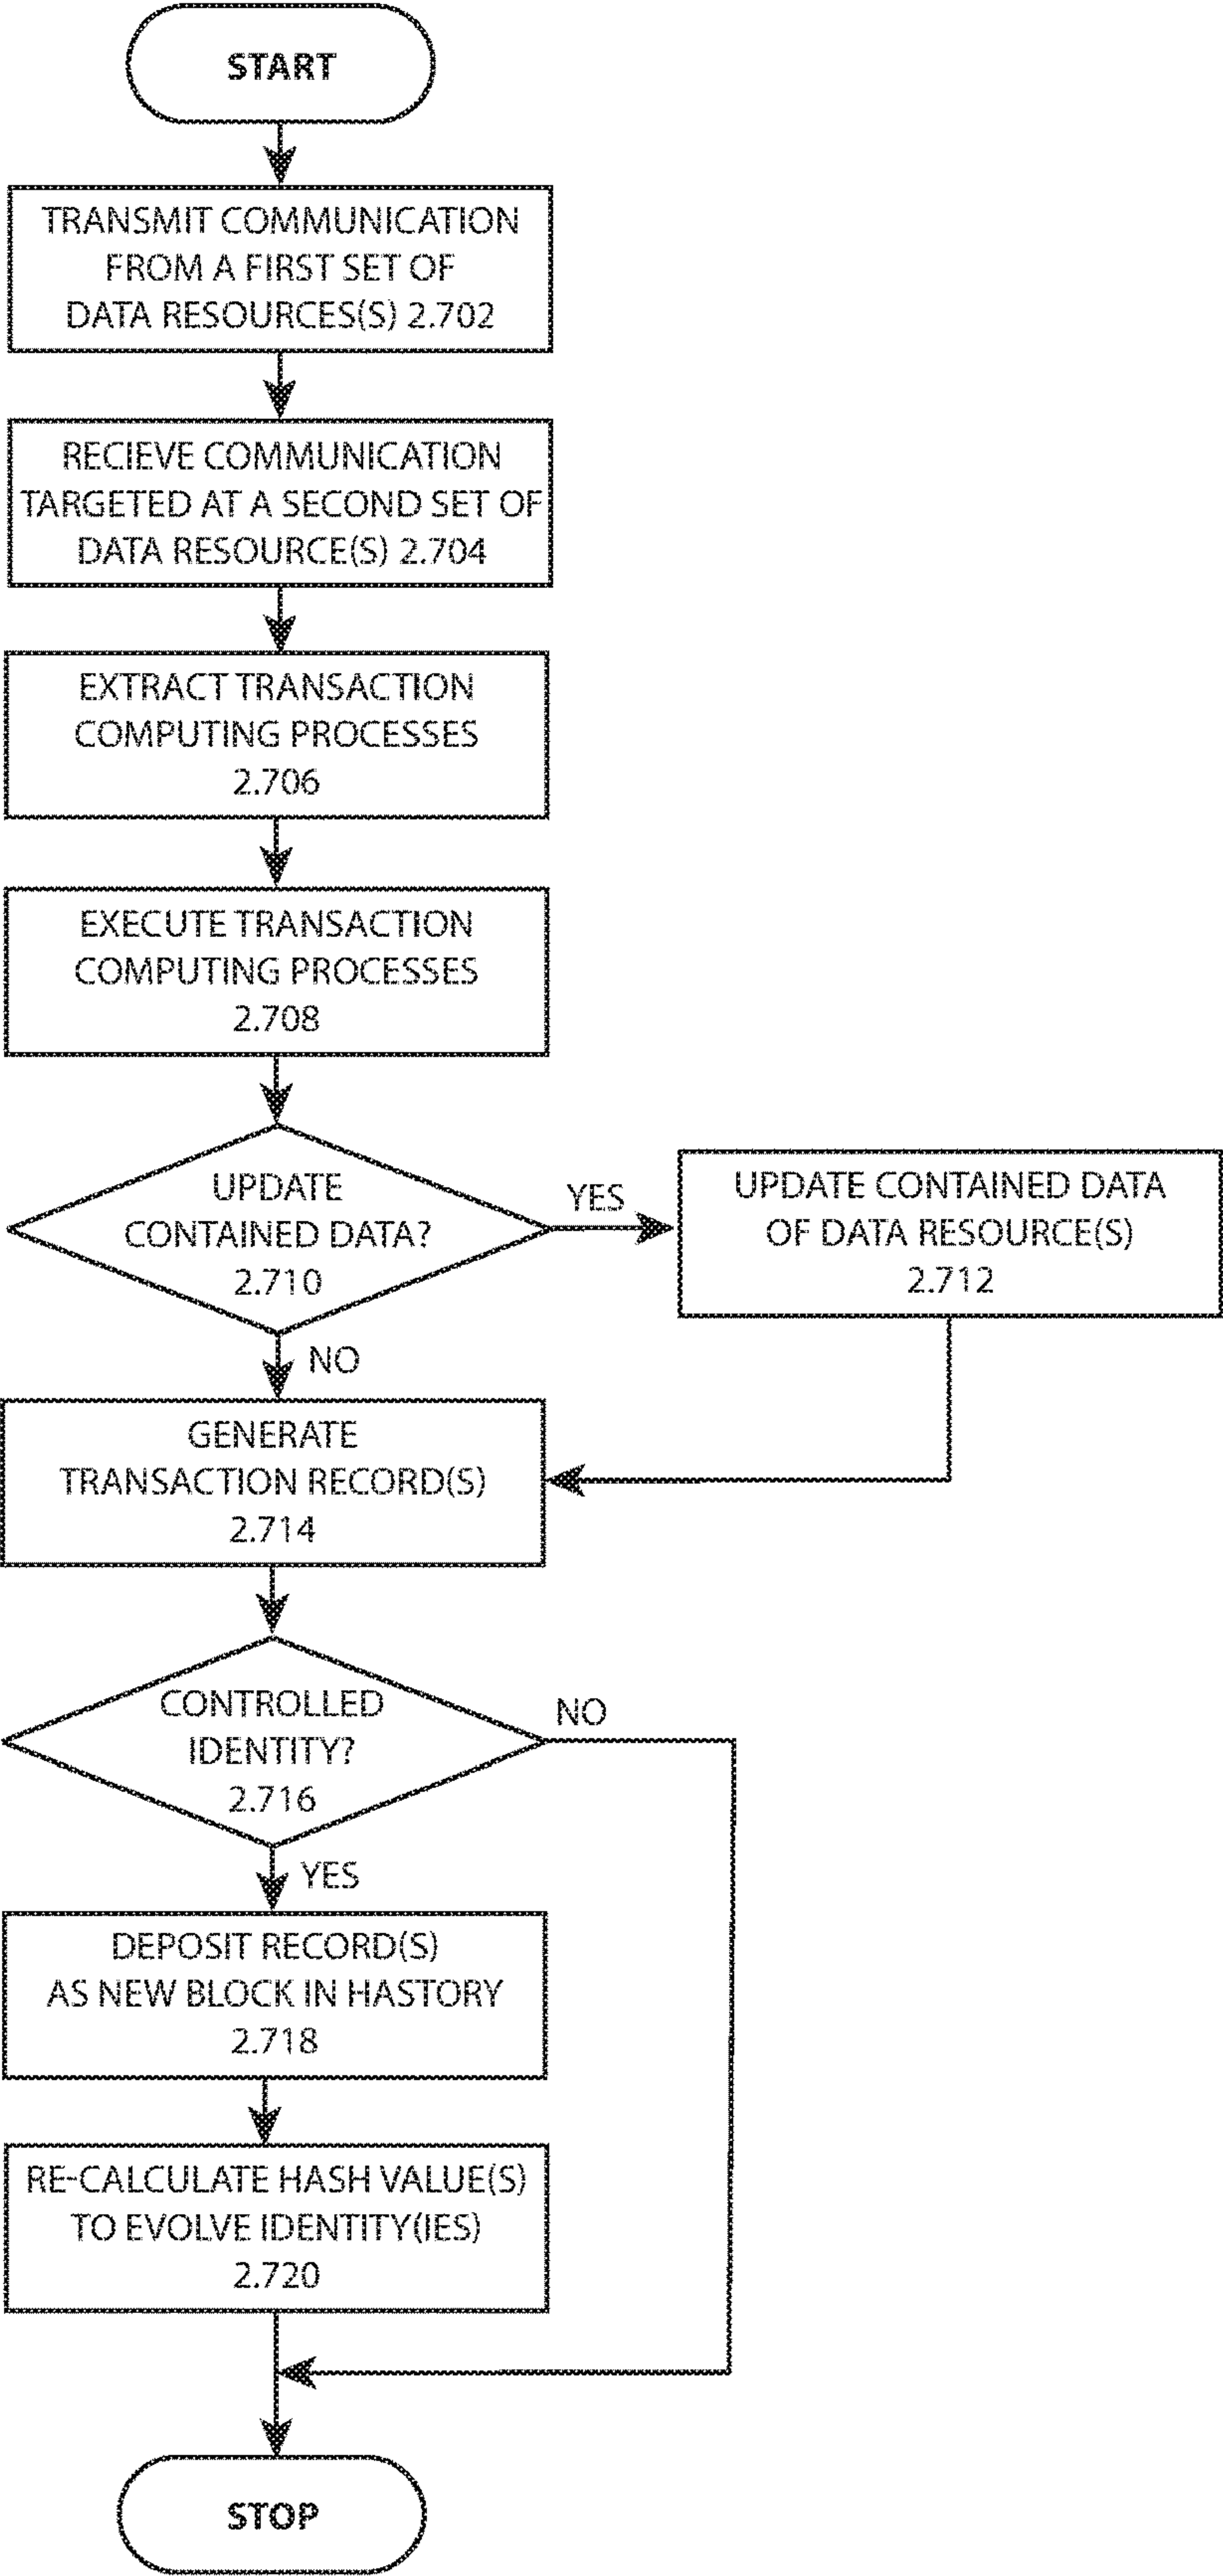 START
TRANSMIT COMMUNICATION
FROM A FIRST SET OF
DATA RESOURCES(S) 2.702
RECIEVE COMMUNICATION
TARGETED AT A SECOND SET OF
DATA RESOURCE(S) 2.704
EXTRACT TRANSACTION
COMPUTING PROCESSES
2.706
EXECUTE TRANSACTION
COMPUTING PROCESSES
2.708
UPDATE
CONTAINED DATA?
2.710
YES
UPDATE CONTAINED DATA
OF DATA RESOURCE(S)
2.712
NO
GENERATE
TRANSACTION RECORD(S)
2.714
CONTROLLED
IDENTITY?
2.716
NO
YES
DEPOSIT RECORD(S)
AS NEW BLOCK IN HASTORY
2.718
RE-CALCULATE HASH VALUE(S)
TO EVOLVE IDENTITY(IES)
2.720
STOP